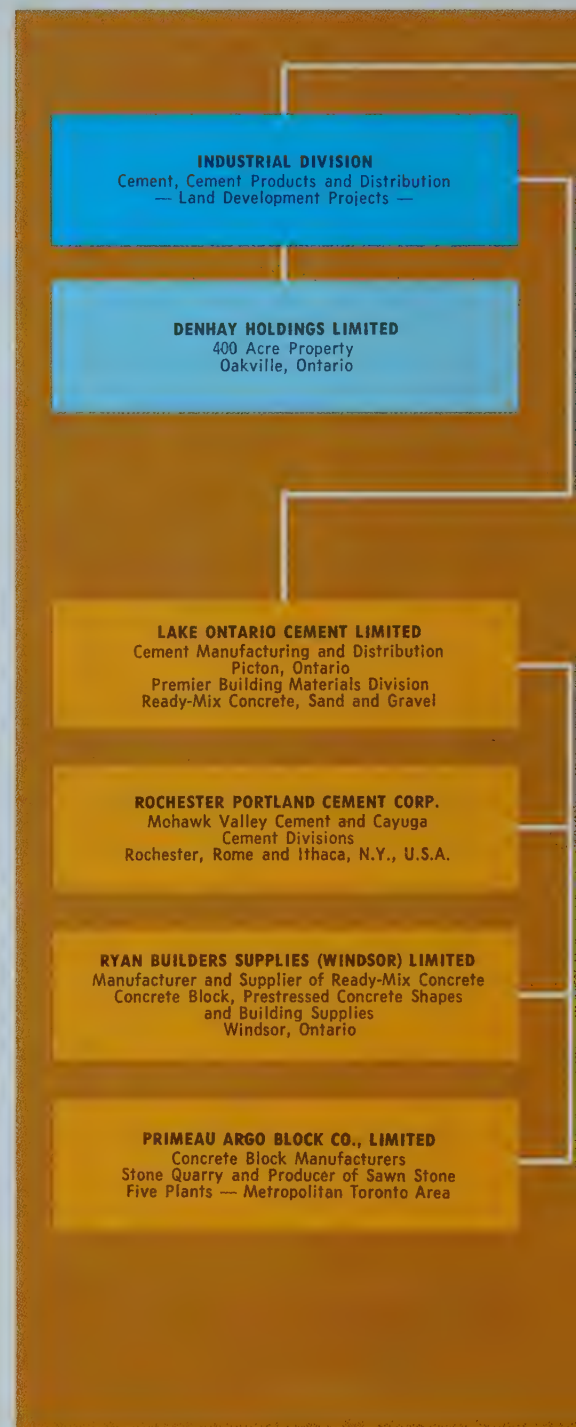 INDUSTRIAL DIVISION
Cement, Cement Products and Distribution
— Land Development Projects —
DENHAY HOLDINGS LIMITED
400 Acre Property
Oakville, Ontario
LAKE ONTARIO CEMENT LIMITED
Cement Manufacturing and Distribution
Picton, Ontario
Premier Building Materials Division
Ready-Mix Concrete, Sand and Gravel
ROCHESTER PORTLAND CEMENT CORP.
Mohawk Valley Cement and Cayuga
Cement Divisions
Rochester, Rome and Ithaca, N.Y., U.S.A.
RYAN BUILDERS SUPPLIES (WINDSOR) LIMITED
Manufacturer and Supplier of Ready-Mix Concrete
Concrete Block, Prestressed Concrete Shapes
and Building Supplies
Windsor, Ontario
PRIMEAU ARGO BLOCK CO., LIMITED
Concrete Block Manufacturers
Stone Quarry and Producer of Sawn Stone
Five Plants — Metropolitan Toronto Area